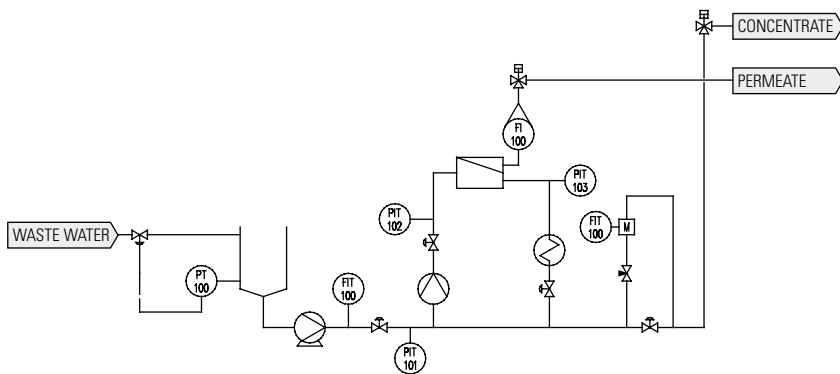 CONCENTRATE
PERMEATE
FI
100
PIT
103
PIT
102
FIT
100
M
WASTE WATER
PT
100
FIT
100
PIT
101